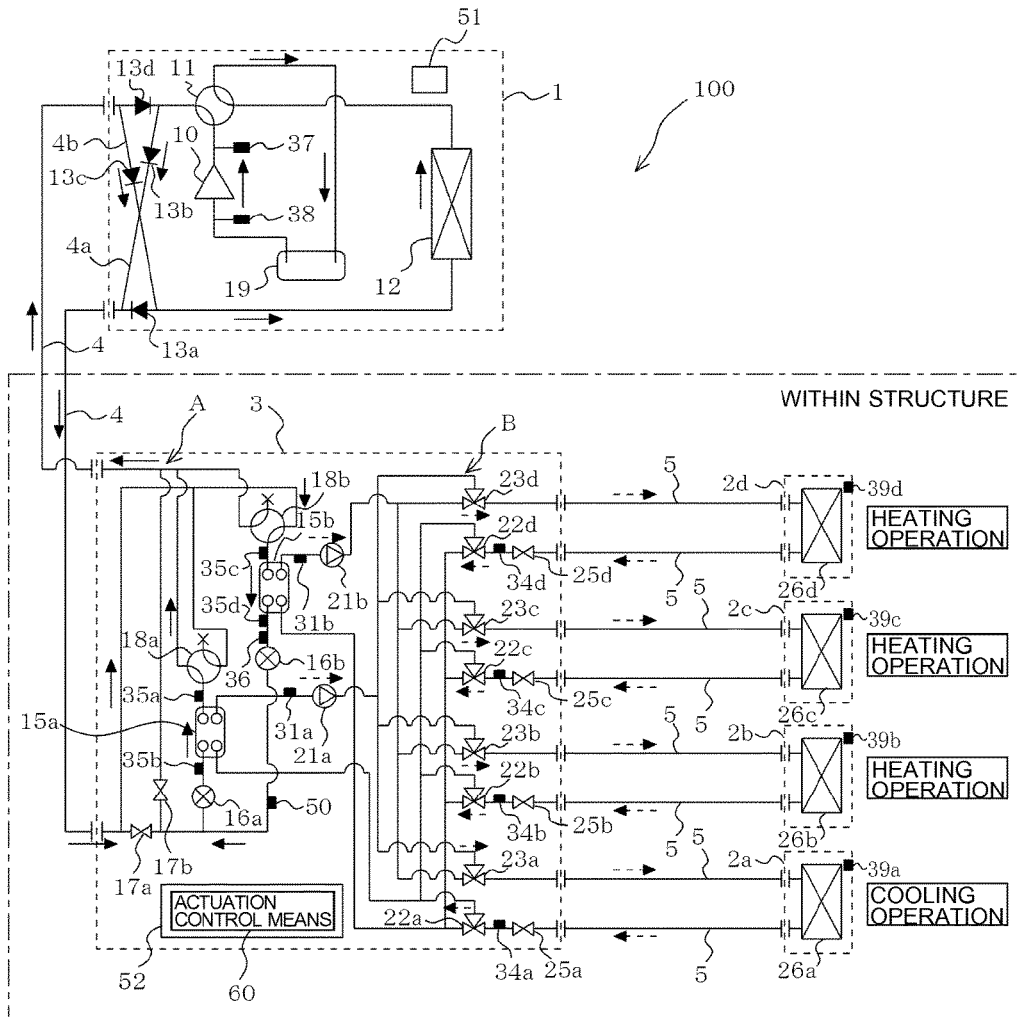 51
13d
11
1
100
10
37
4b
13c
13b
38
4a
19
12
13a
4
4
WITHIN STRUCTURE
A
3
B
18b
23d
5
2d
39d
15b
22d
HEATING
OPERATION
35c
21b
34d
25d
5
26d
35d
31b
23c
5
2c
39c
18a
36
16b
22c
HEATING
OPERATION
35a
31a
21a
34c
25c
5
26c
15a
23b
5
2b
39b
35b
22b
HEATING
OPERATION
50
16a
34b
25b
5
26b
17b
17a
23a
5
2a
39a
ACTUATION
CONTROL MEANS
COOLING
OPERATION
22a
52
60
34a
25a
5
26a